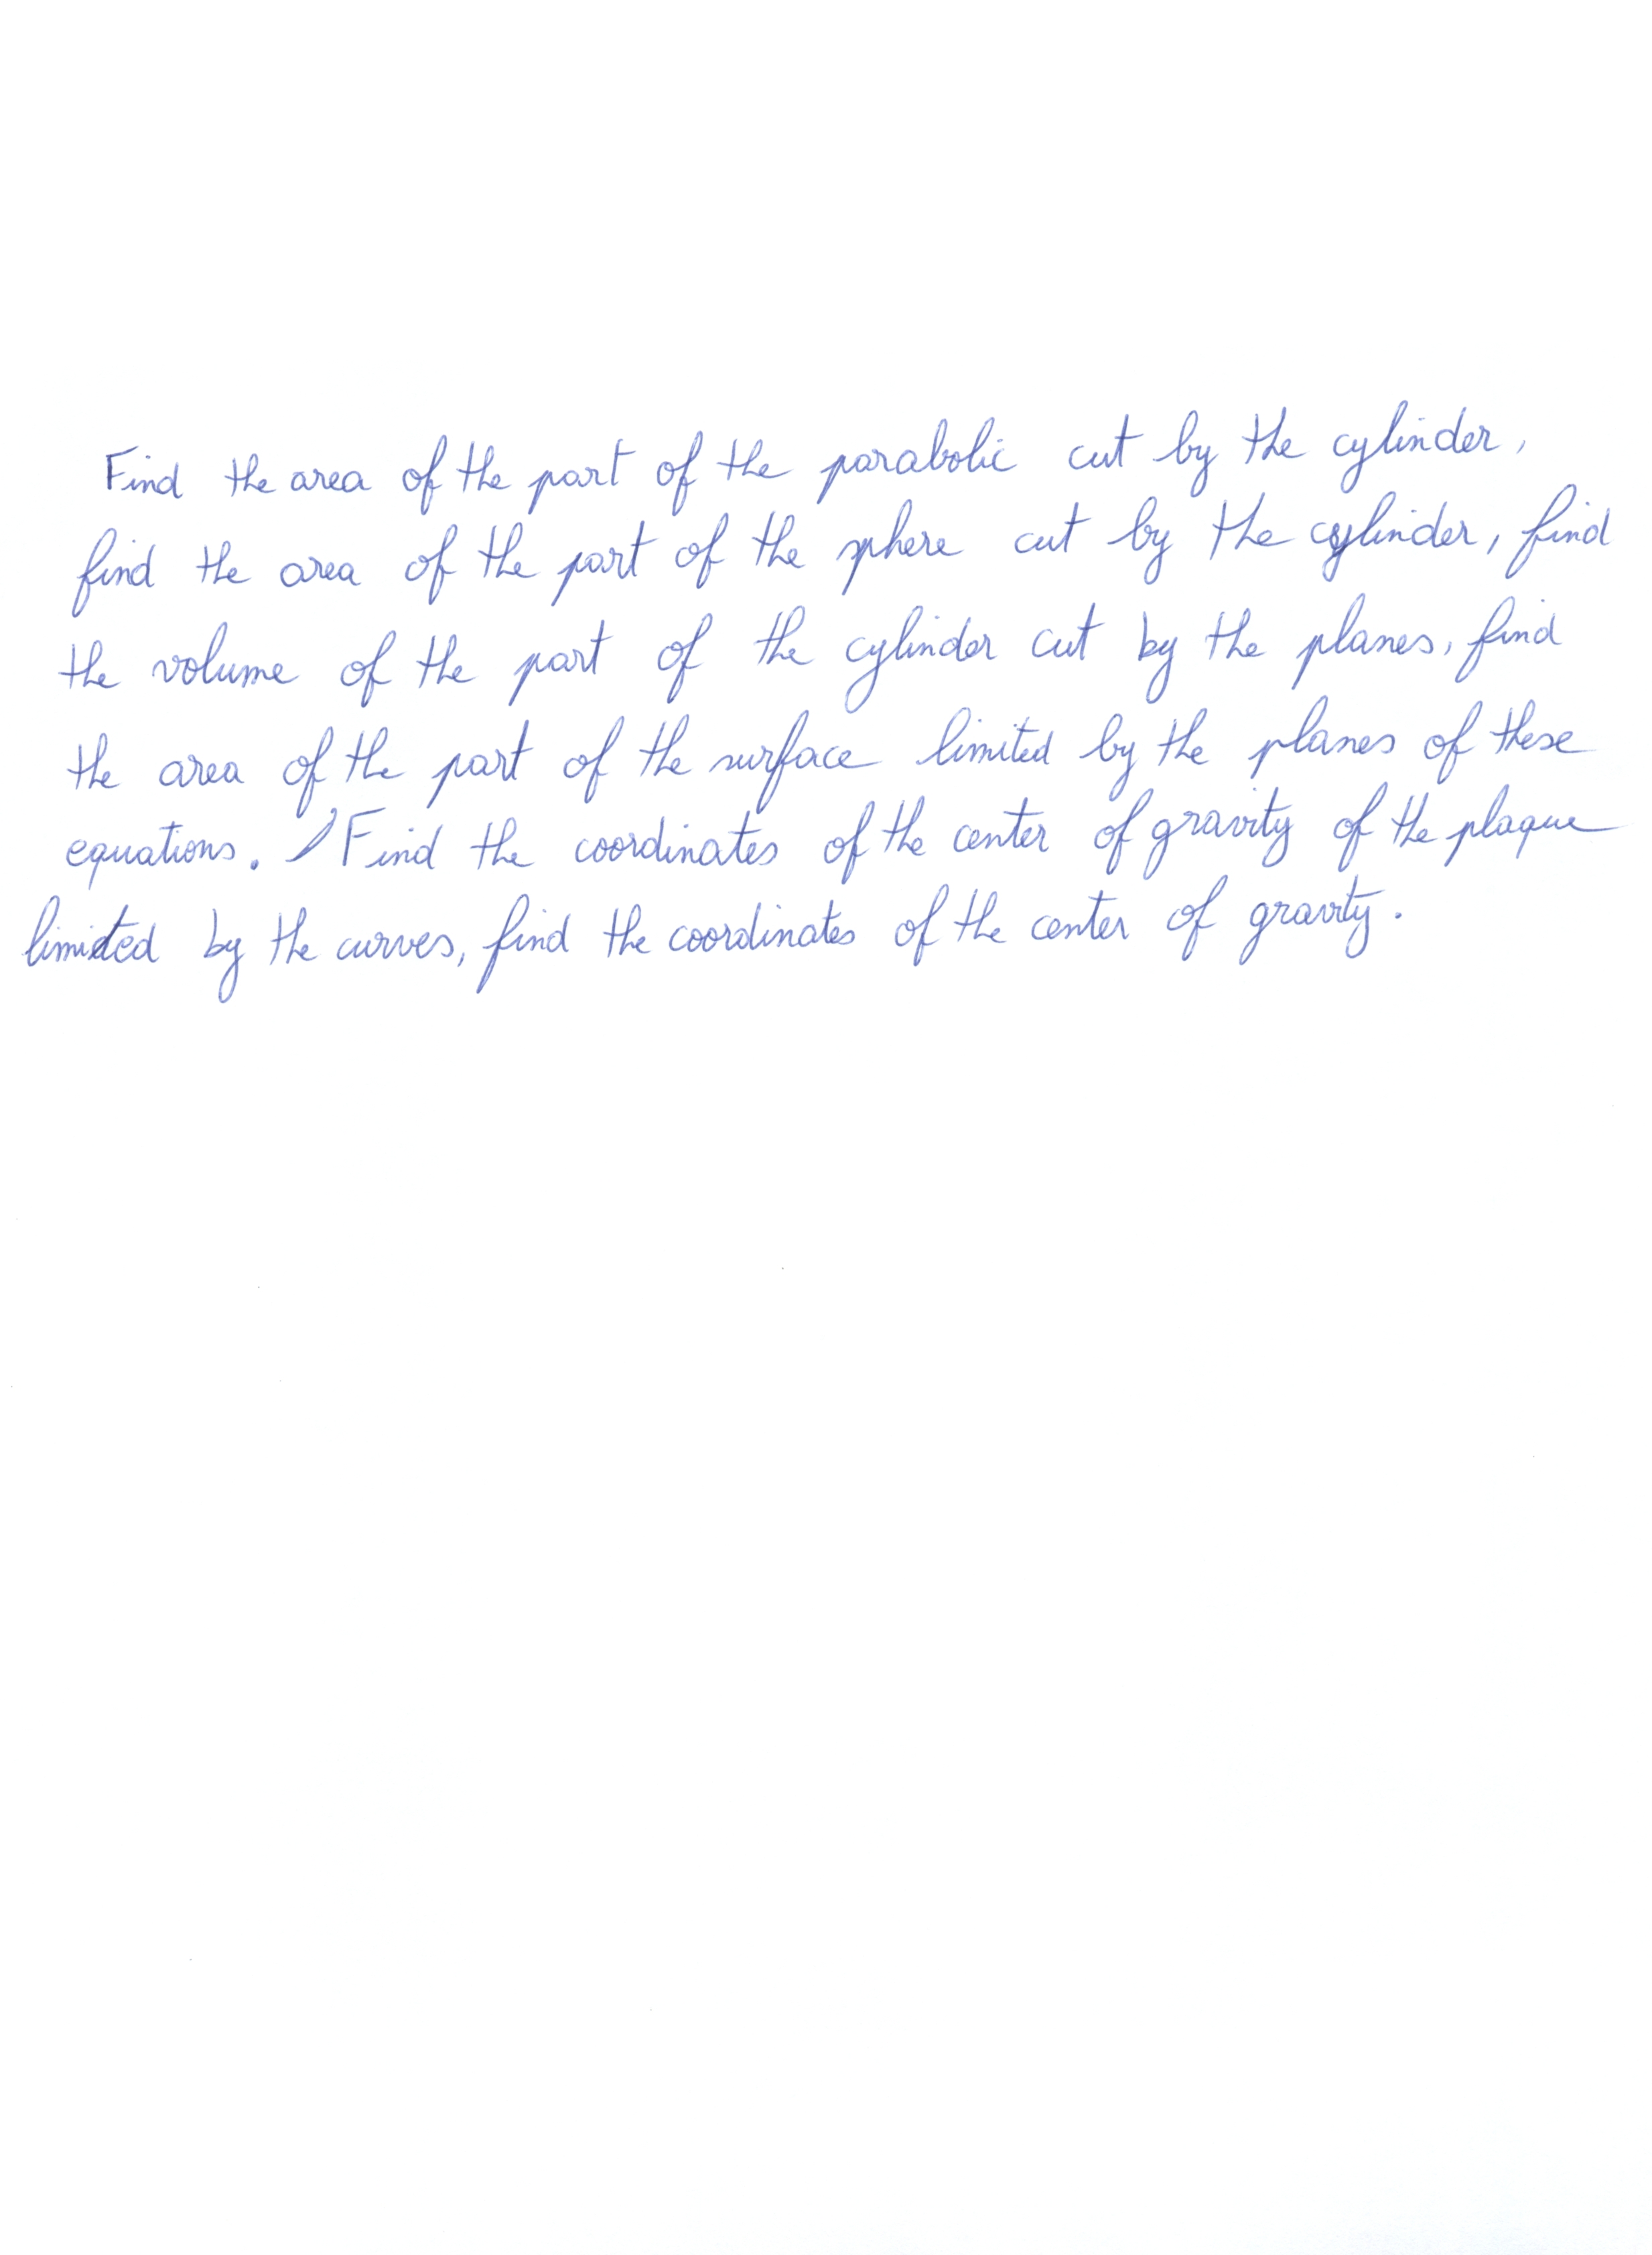 Find the area of the part of the parabolic cut by the cylinder,
find the area of the part of the sphere cut by the cylinder, find
the volume of the part of the cylinder cut by the planes, find
the area of the part of the surface limited by the planes of these
equations. Find the coordinates of the center of gravity of the plaque
limited by the curves, find the coordinates of the center of gravity.